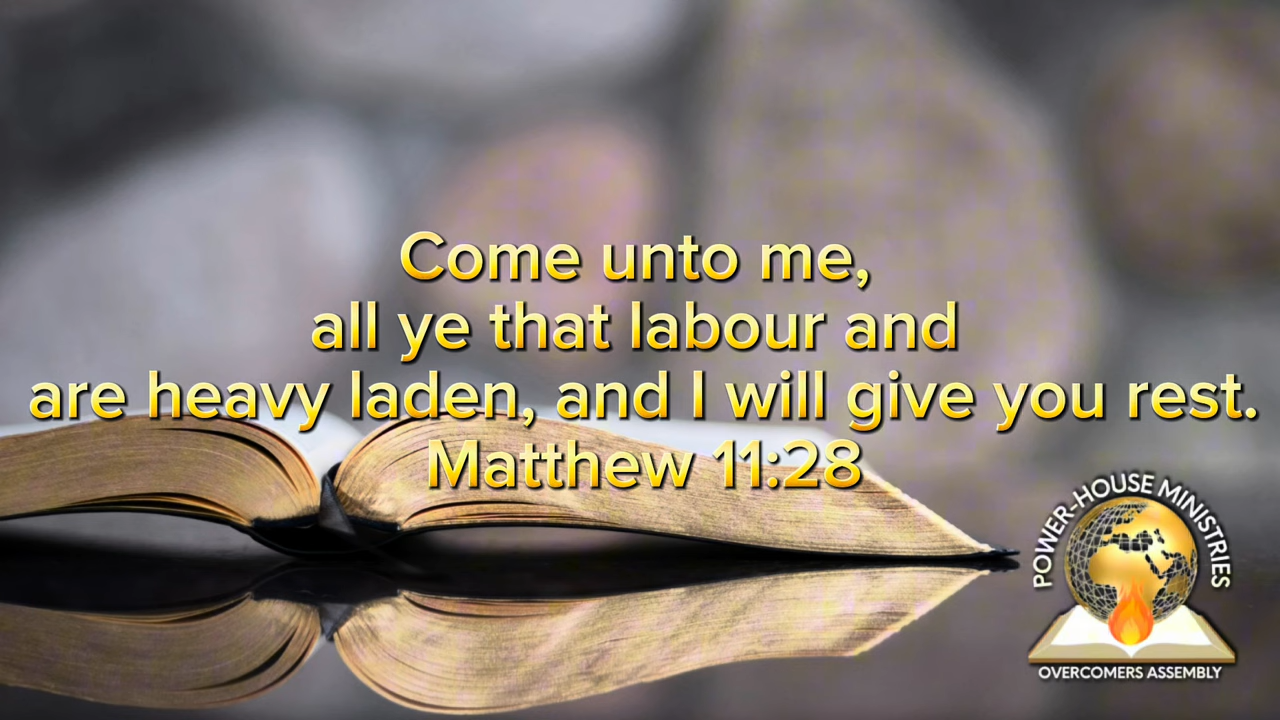 Come unto me,
all ye that labour and
are heavy laden, and I will give you rest.
Matthew 11:28
POWER-HOUSE MINISTRIES
OVERCOMERS ASSEMBLY